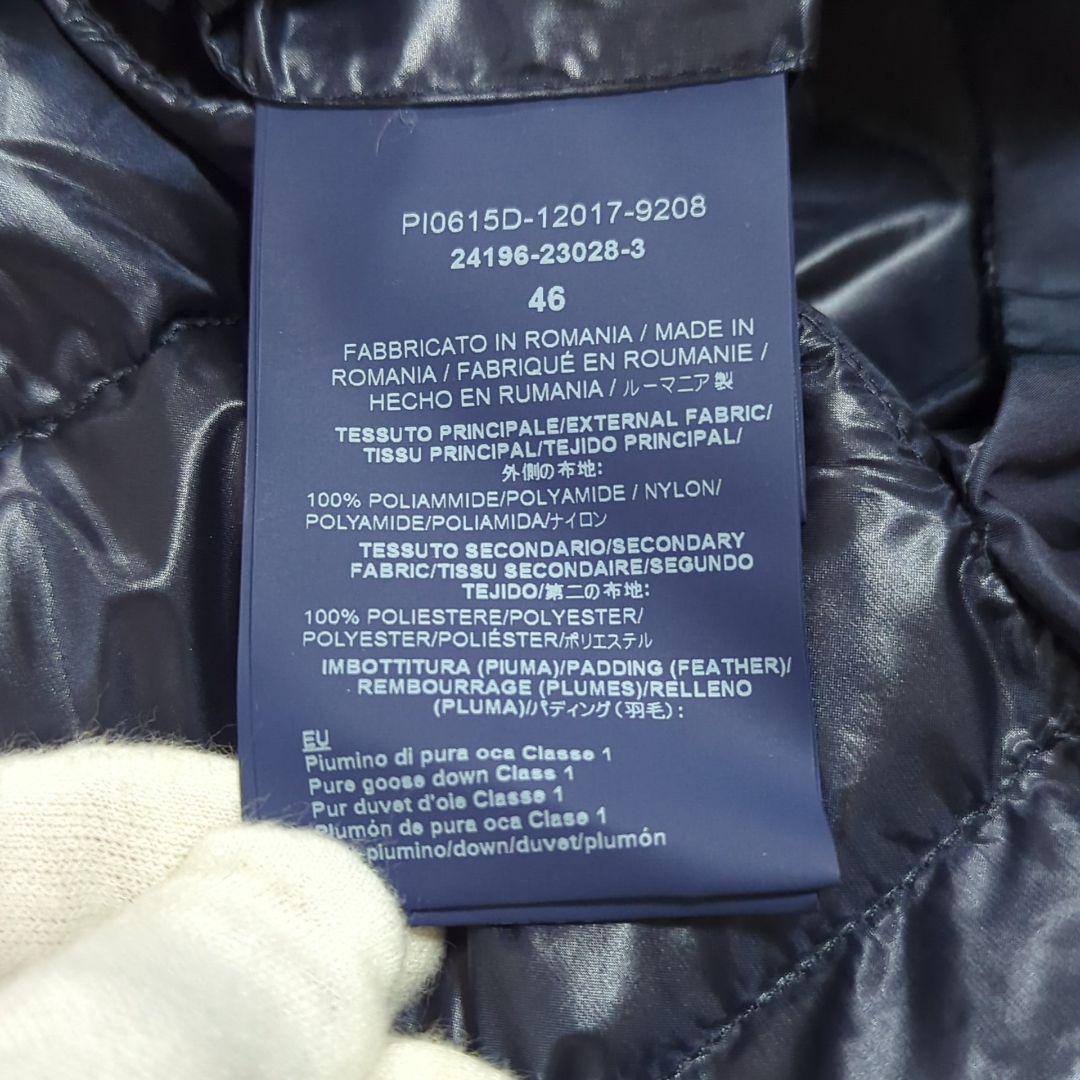 PI0615D-12017-9208
24196-23028-3
46
FABBRICATO IN ROMANIA / MADE IN
ROMANIA / FABRIQUÉ EN ROUMANIE /
HECHO EN RUMANIA / ルーマニア製
TESSUTO PRINCIPALE/EXTERNAL FABRIC/
TISSU PRINCIPAL/TEJIDO PRINCIPAL/
外側の布地:
100% POLIAMMIDE/POLYAMIDE / NYLON/
POLYAMIDE/POLIAMIDA/ナイロン
TESSUTO SECONDARIO/SECONDARY
FABRIC/TISSU SECONDAIRE/SEGUNDO
TEJIDO/第二の布地:
100% POLIESTERE/POLYESTER/
POLYESTER/POLIÉSTER/ポリエステル
IMBOTTITURA (PIUMA)/PADDING (FEATHER)/
REMBOURRAGE (PLUMES)/RELLENO
(PLUMA)/パディング(羽毛):
EU
Piumino di pura oca Classe 1
Pure goose down Class 1
Pur duvet d'oie Classe 1
Plumón de pura oca Clase 1
piumino/down/duvet/plumón